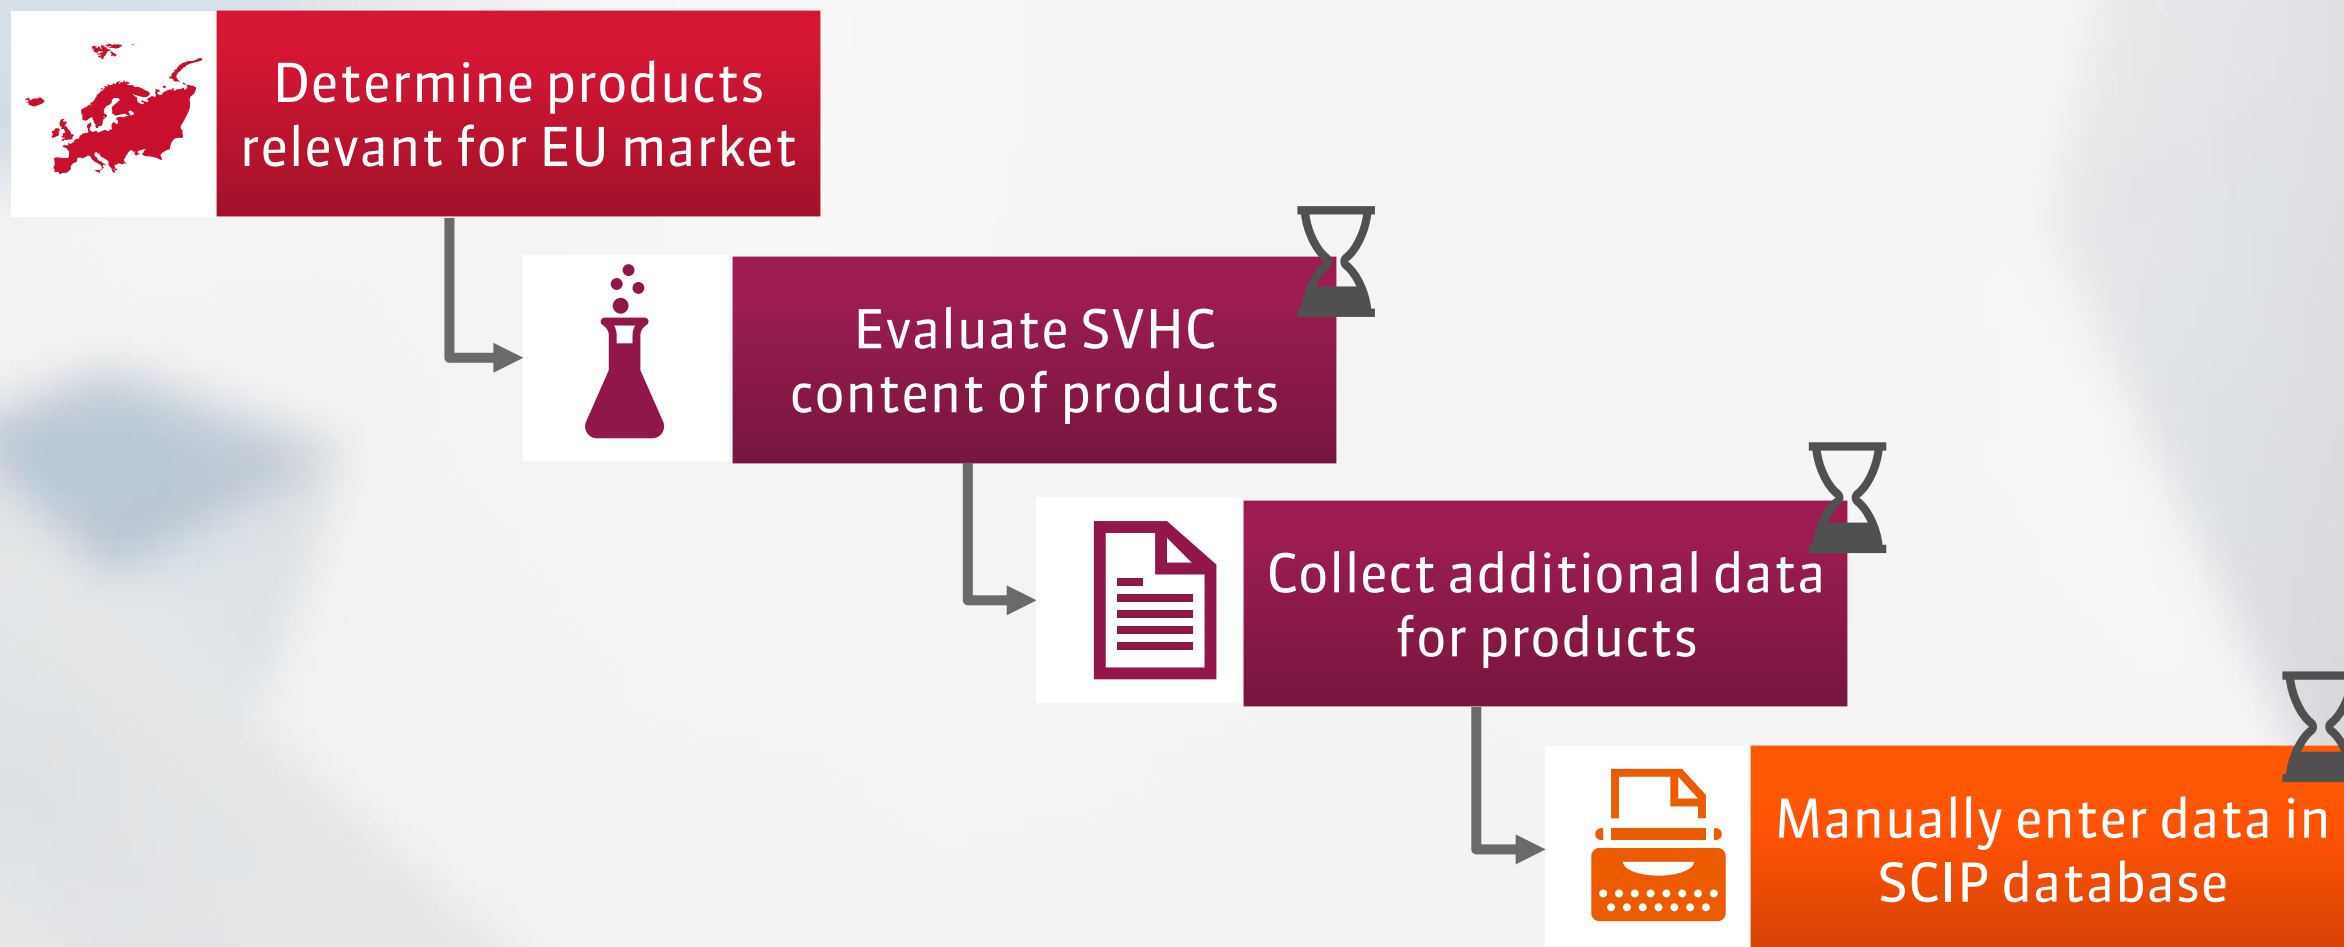 Determine products
relevant for EU market
Evaluate SVHC
content of products
Collect additional data
for products
Manually enter data in
SCIP database